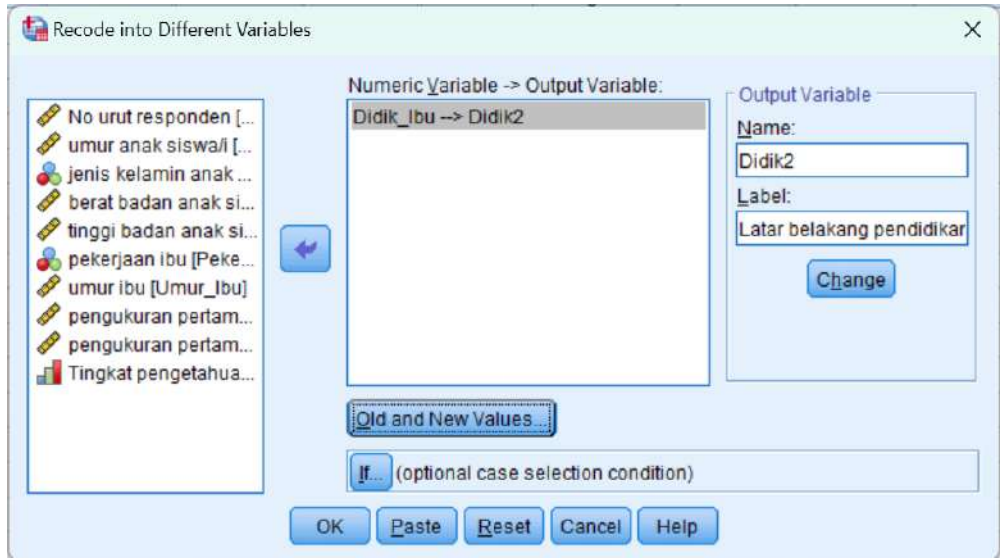 Recode into Different Variables
No urut responden [...
umur anak siswa/i [...
jenis kelamin anak ...
berat badan anak si...
tinggi badan anak si...
pekerjaan ibu [Peke...
umur ibu [Umur_Ibu]
pengukuran pertam...
pengukuran pertam...
Tingkat pengetahua...
Numeric Variable -> Output Variable:
Didik_Ibu --> Didik2
Output Variable
Name:
Didik2
Label:
Latar belakang pendidikan
Change
Old and New Values...
If... (optional case selection condition)
OK Paste Reset Cancel Help